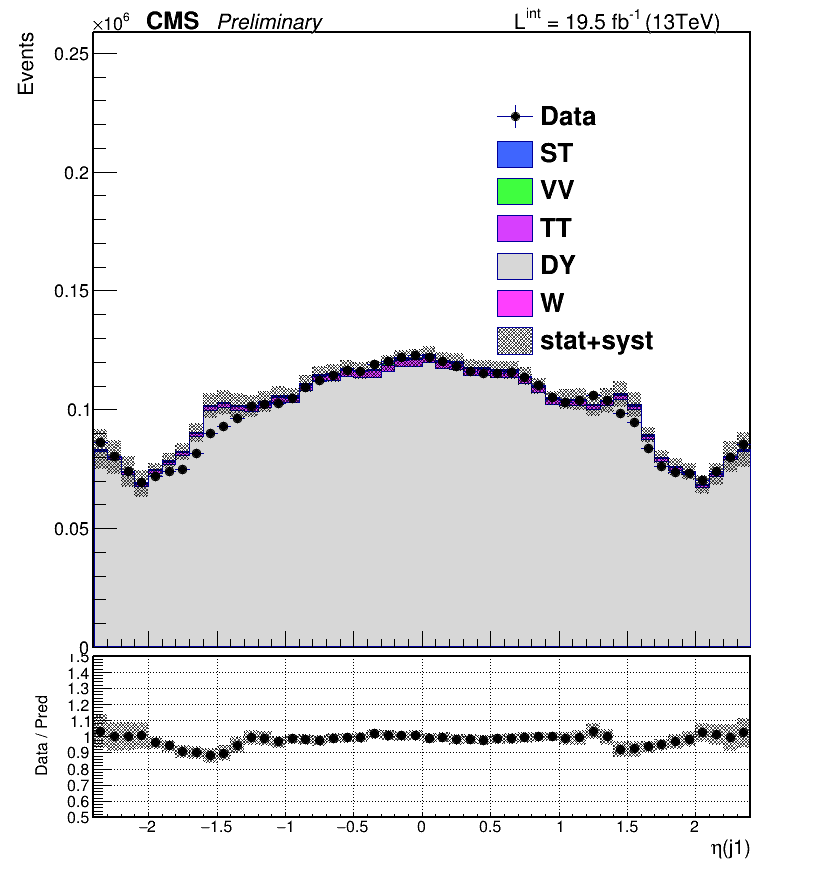 ×10⁶ CMS Preliminary L^int = 19.5 fb⁻¹ (13TeV)
Events
0.25
0.2
0.15
0.1
0.05
0
Data
ST
VV
TT
DY
W
stat+syst
Data / Pred
1.5
1.4
1.3
1.2
1.1
1
0.9
0.8
0.7
0.6
0.5
−2 −1.5 −1 −0.5 0 0.5 1 1.5 2
η(j1)